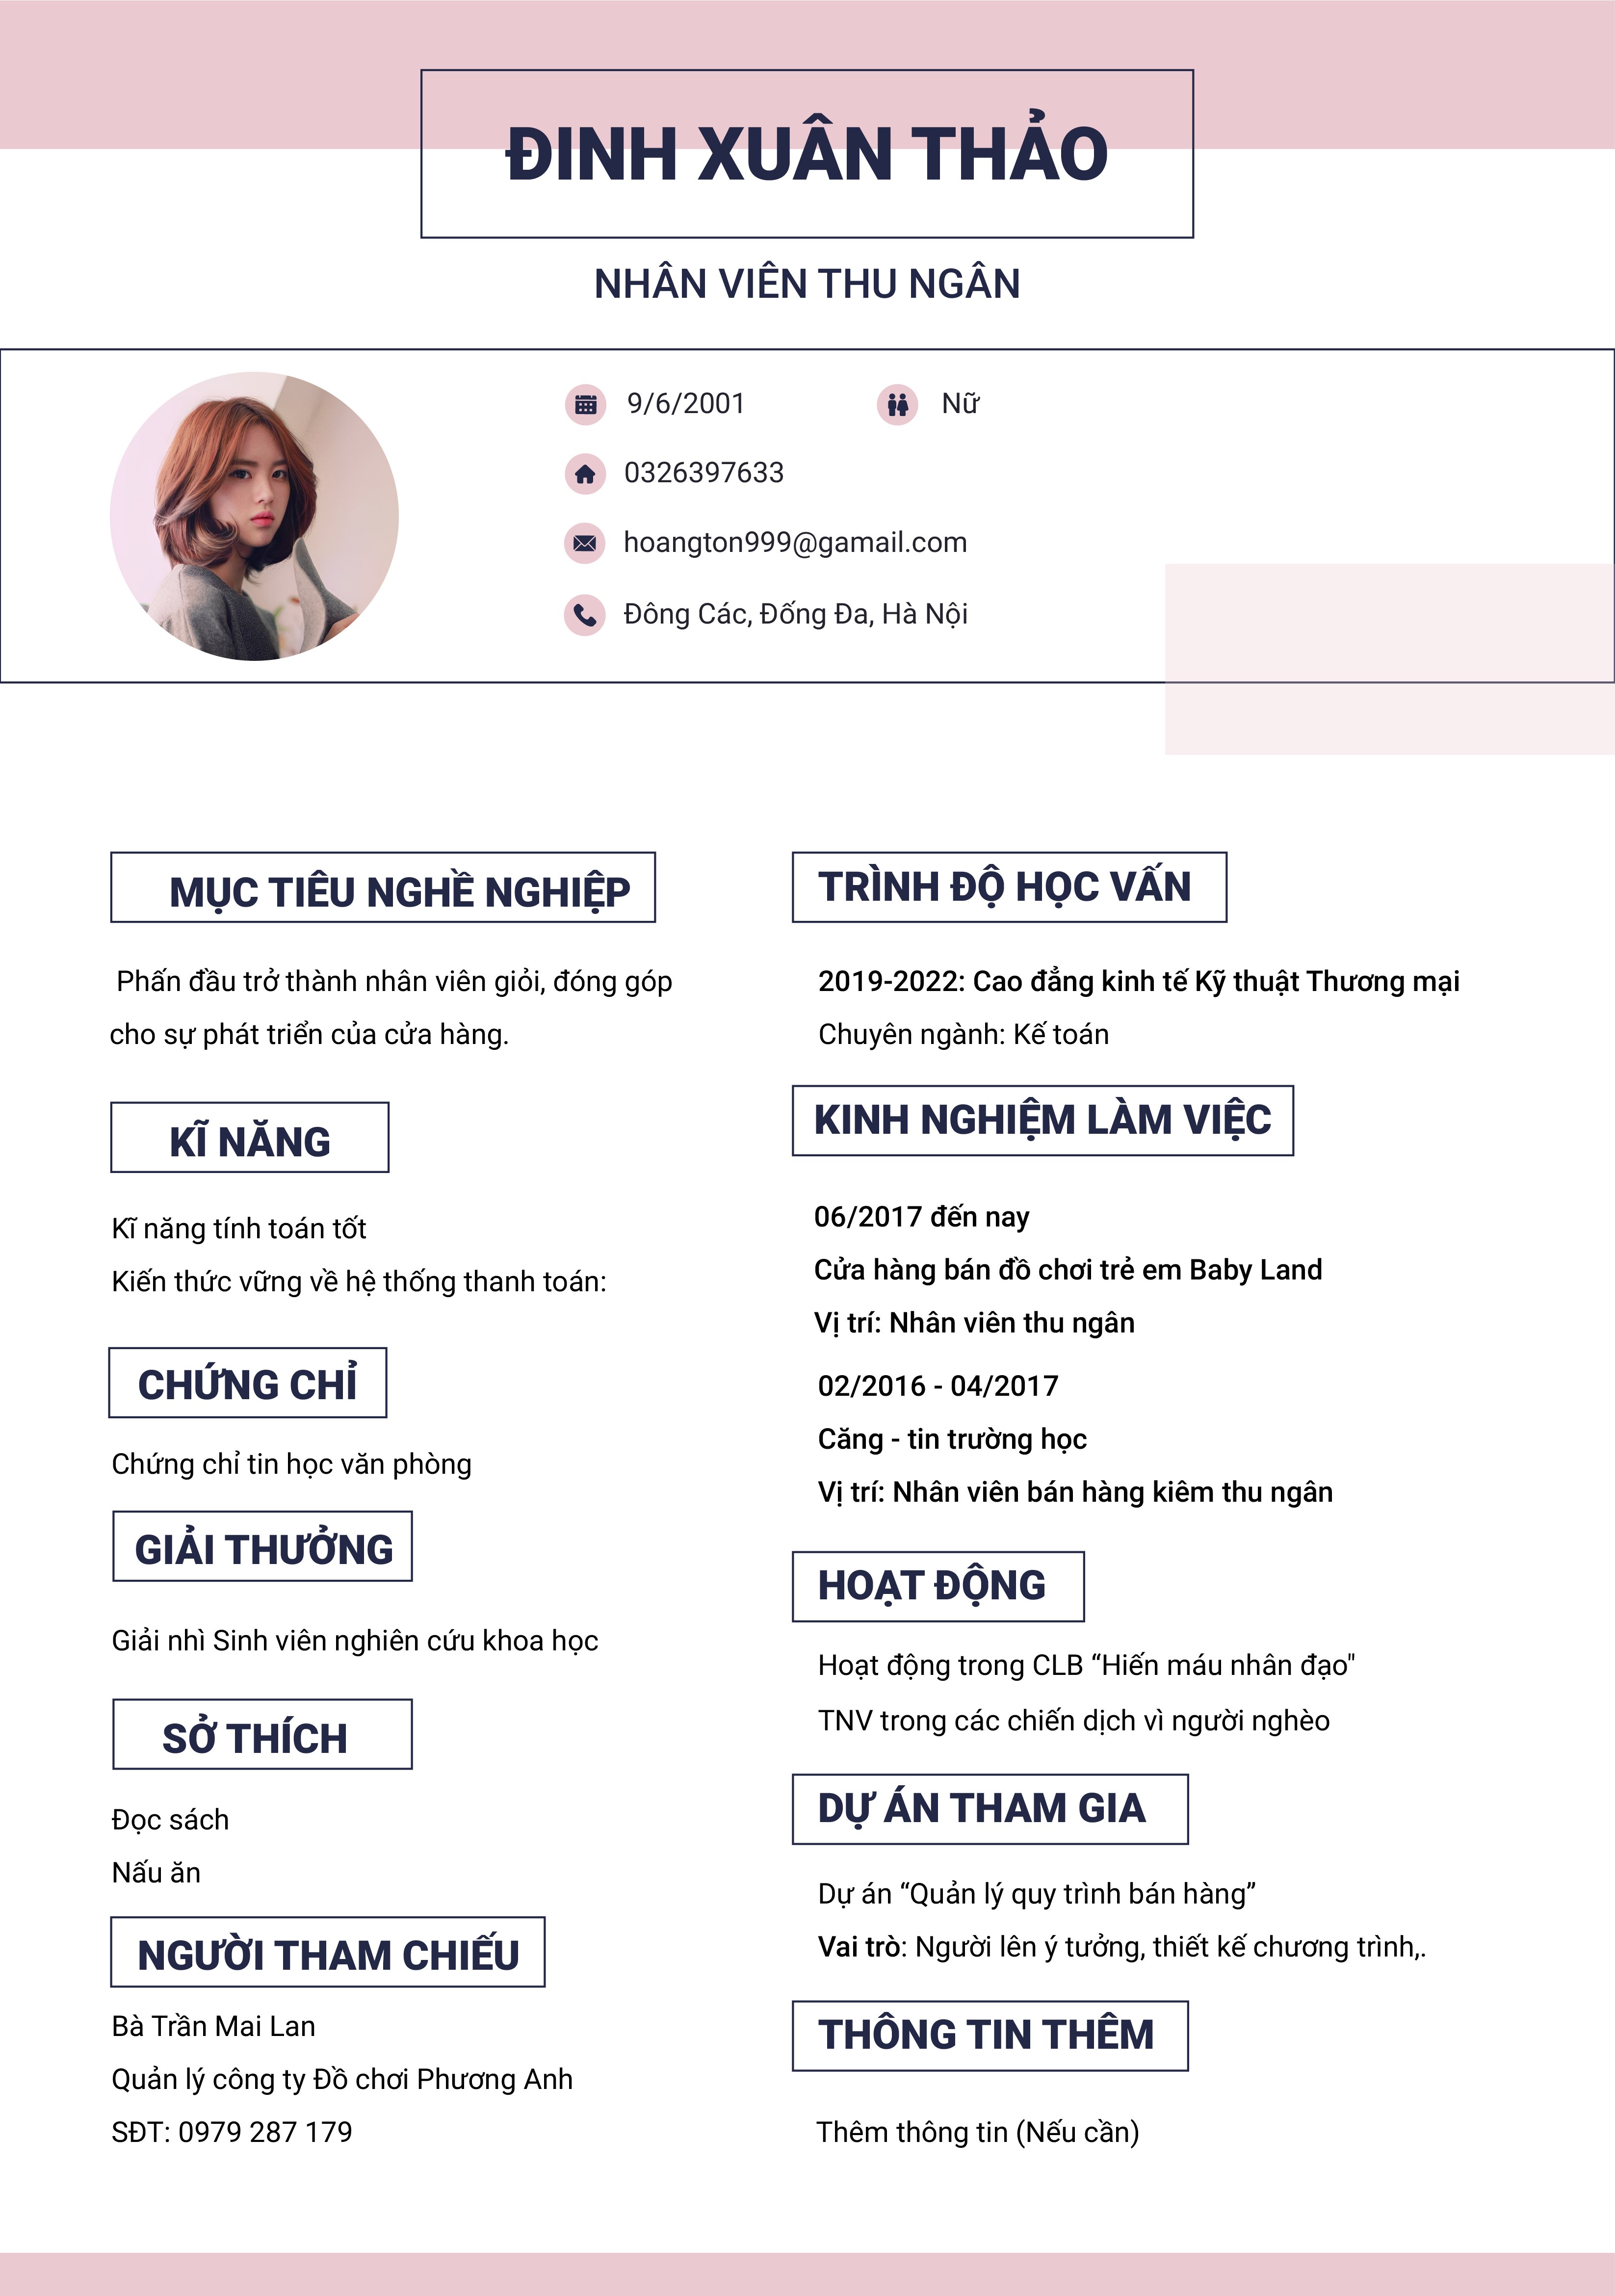 ĐINH XUÂN THẢO
NHÂN VIÊN THU NGÂN
9/6/2001
Nữ
0326397633
hoangton999@gamail.com
Đông Các, Đống Đa, Hà Nội
MỤC TIÊU NGHỀ NGHIỆP
Phấn đầu trở thành nhân viên giỏi, đóng góp
cho sự phát triển của cửa hàng.
KĨ NĂNG
Kĩ năng tính toán tốt
Kiến thức vững về hệ thống thanh toán:
CHỨNG CHỈ
Chứng chỉ tin học văn phòng
GIẢI THƯỞNG
Giải nhì Sinh viên nghiên cứu khoa học
SỞ THÍCH
Đọc sách
Nấu ăn
NGƯỜI THAM CHIẾU
Bà Trần Mai Lan
Quản lý công ty Đồ chơi Phương Anh
SĐT: 0979 287 179
TRÌNH ĐỘ HỌC VẤN
2019-2022: Cao đẳng kinh tế Kỹ thuật Thương mại
Chuyên ngành: Kế toán
KINH NGHIỆM LÀM VIỆC
06/2017 đến nay
Cửa hàng bán đồ chơi trẻ em Baby Land
Vị trí: Nhân viên thu ngân
02/2016 - 04/2017
Căng - tin trường học
Vị trí: Nhân viên bán hàng kiêm thu ngân
HOẠT ĐỘNG
Hoạt động trong CLB “Hiến máu nhân đạo"
TNV trong các chiến dịch vì người nghèo
DỰ ÁN THAM GIA
Dự án “Quản lý quy trình bán hàng”
Vai trò: Người lên ý tưởng, thiết kế chương trình,.
THÔNG TIN THÊM
Thêm thông tin (Nếu cần)